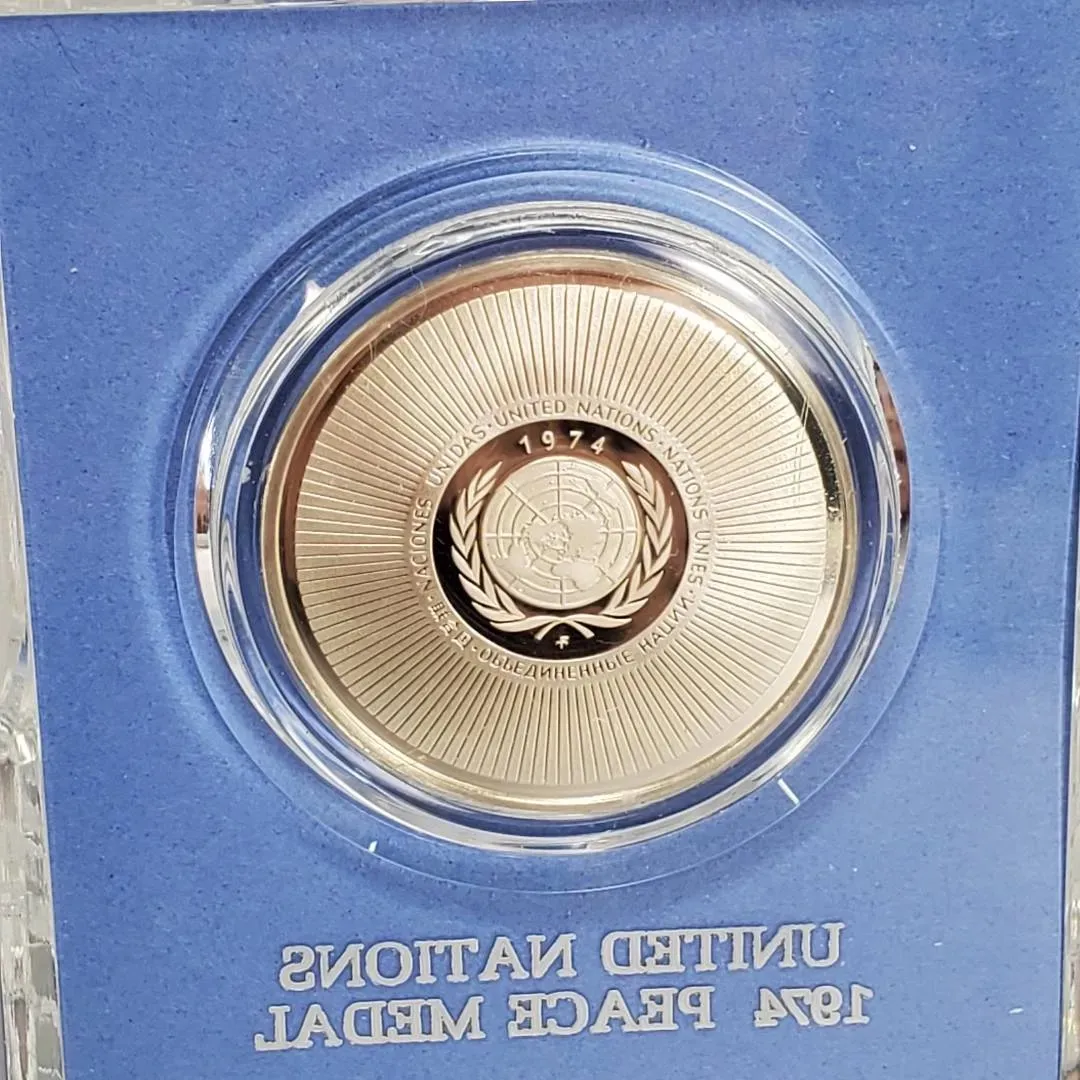 UNITED NATIONS · NATIONS UNIES · ОБЪЕДИНЕННЫЕ НАЦИИ · NACIONES UNIDAS ·
1974
UNITED NATIONS
1974 PEACE MEDAL